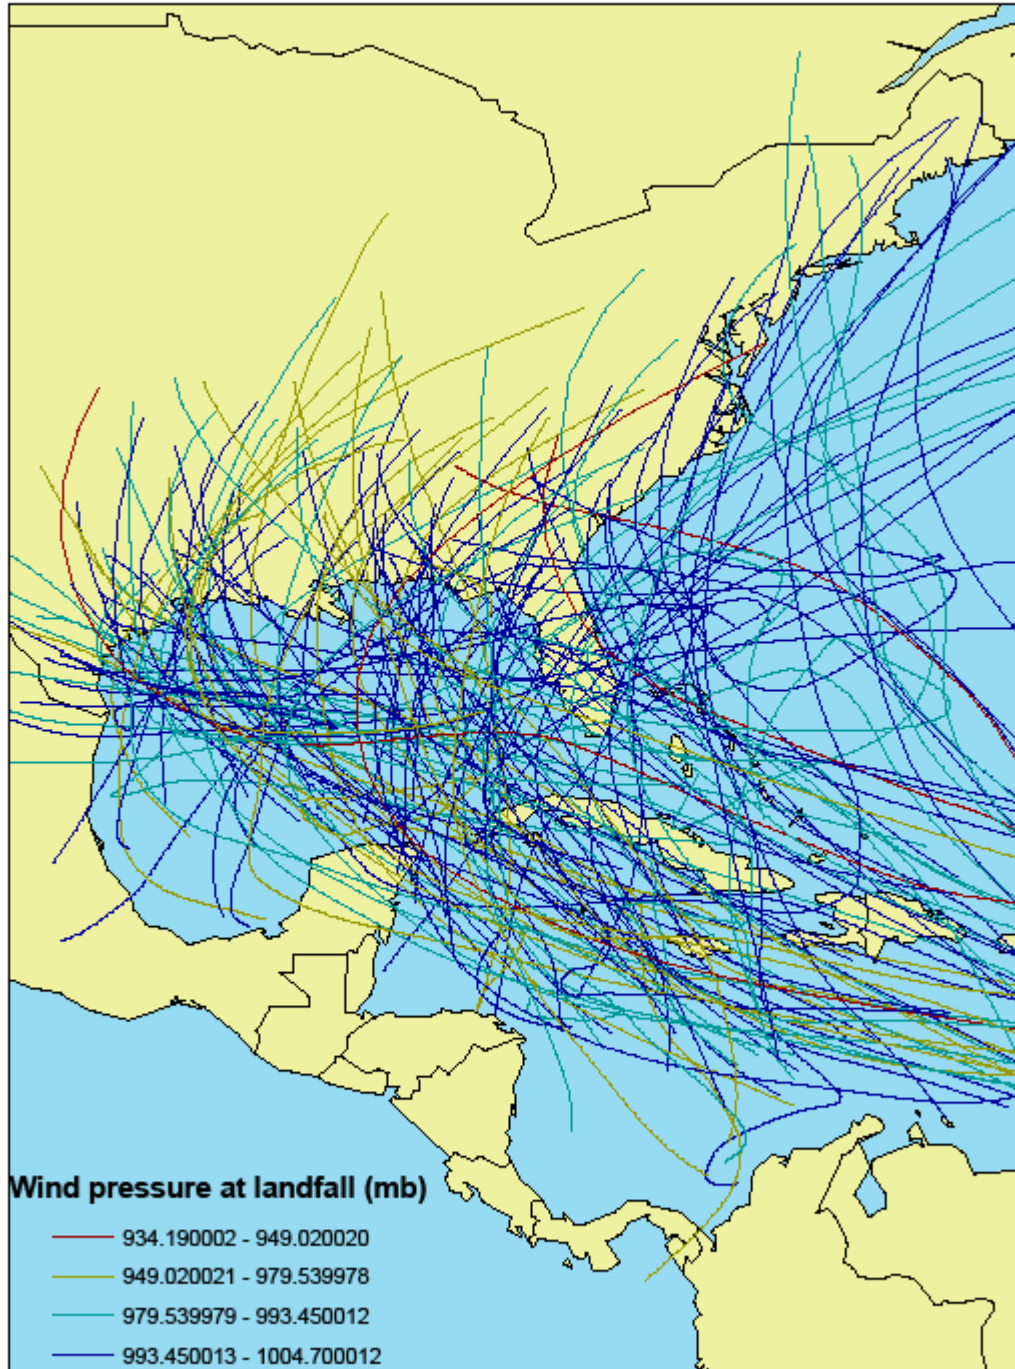 Wind pressure at landfall (mb)
934.190002 - 949.020020
949.020021 - 979.539978
979.539979 - 993.450012
993.450013 - 1004.700012